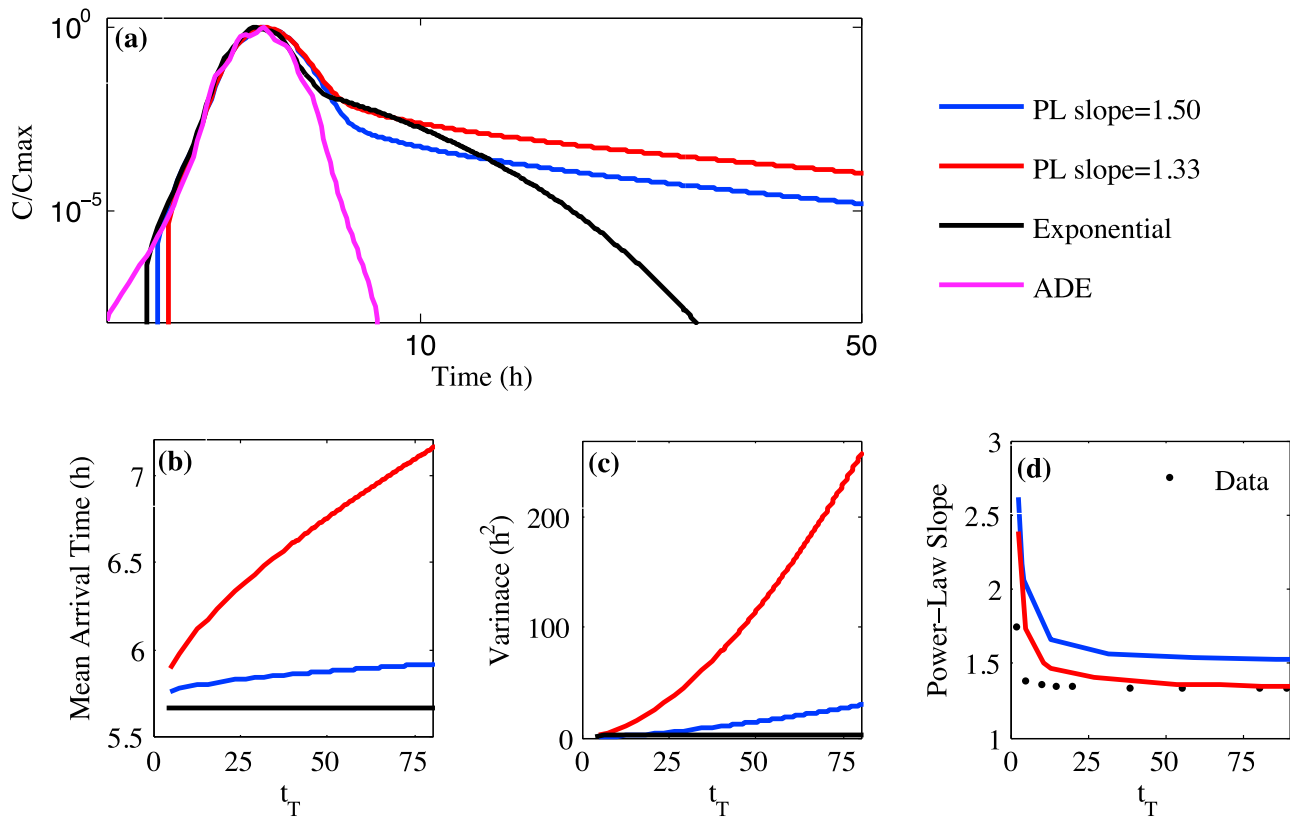 (a)
10^0
10^−5
C/Cmax
10
50
Time (h)
PL slope=1.50
PL slope=1.33
Exponential
ADE
(b)
7
6.5
6
5.5
Mean Arrival Time (h)
0
25
50
75
t_T
(c)
200
100
0
Varinace (h^2)
0
25
50
75
t_T
(d)
Data
3
2.5
2
1.5
1
Power−Law Slope
0
25
50
75
t_T